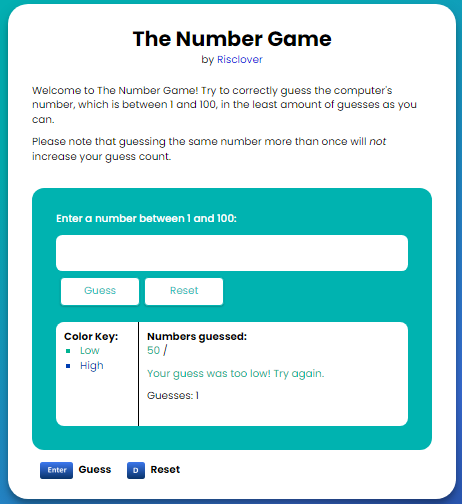 The Number Game
by Risclover
Welcome to The Number Game! Try to correctly guess the computer's
number, which is between 1 and 100, in the least amount of guesses as you
can.
Please note that guessing the same number more than once will not
increase your guess count.
Enter a number between 1 and 100:
Guess Reset
Color Key:
Low
High
Numbers guessed:
50 /
Your guess was too low! Try again.
Guesses: 1
Enter Guess D Reset